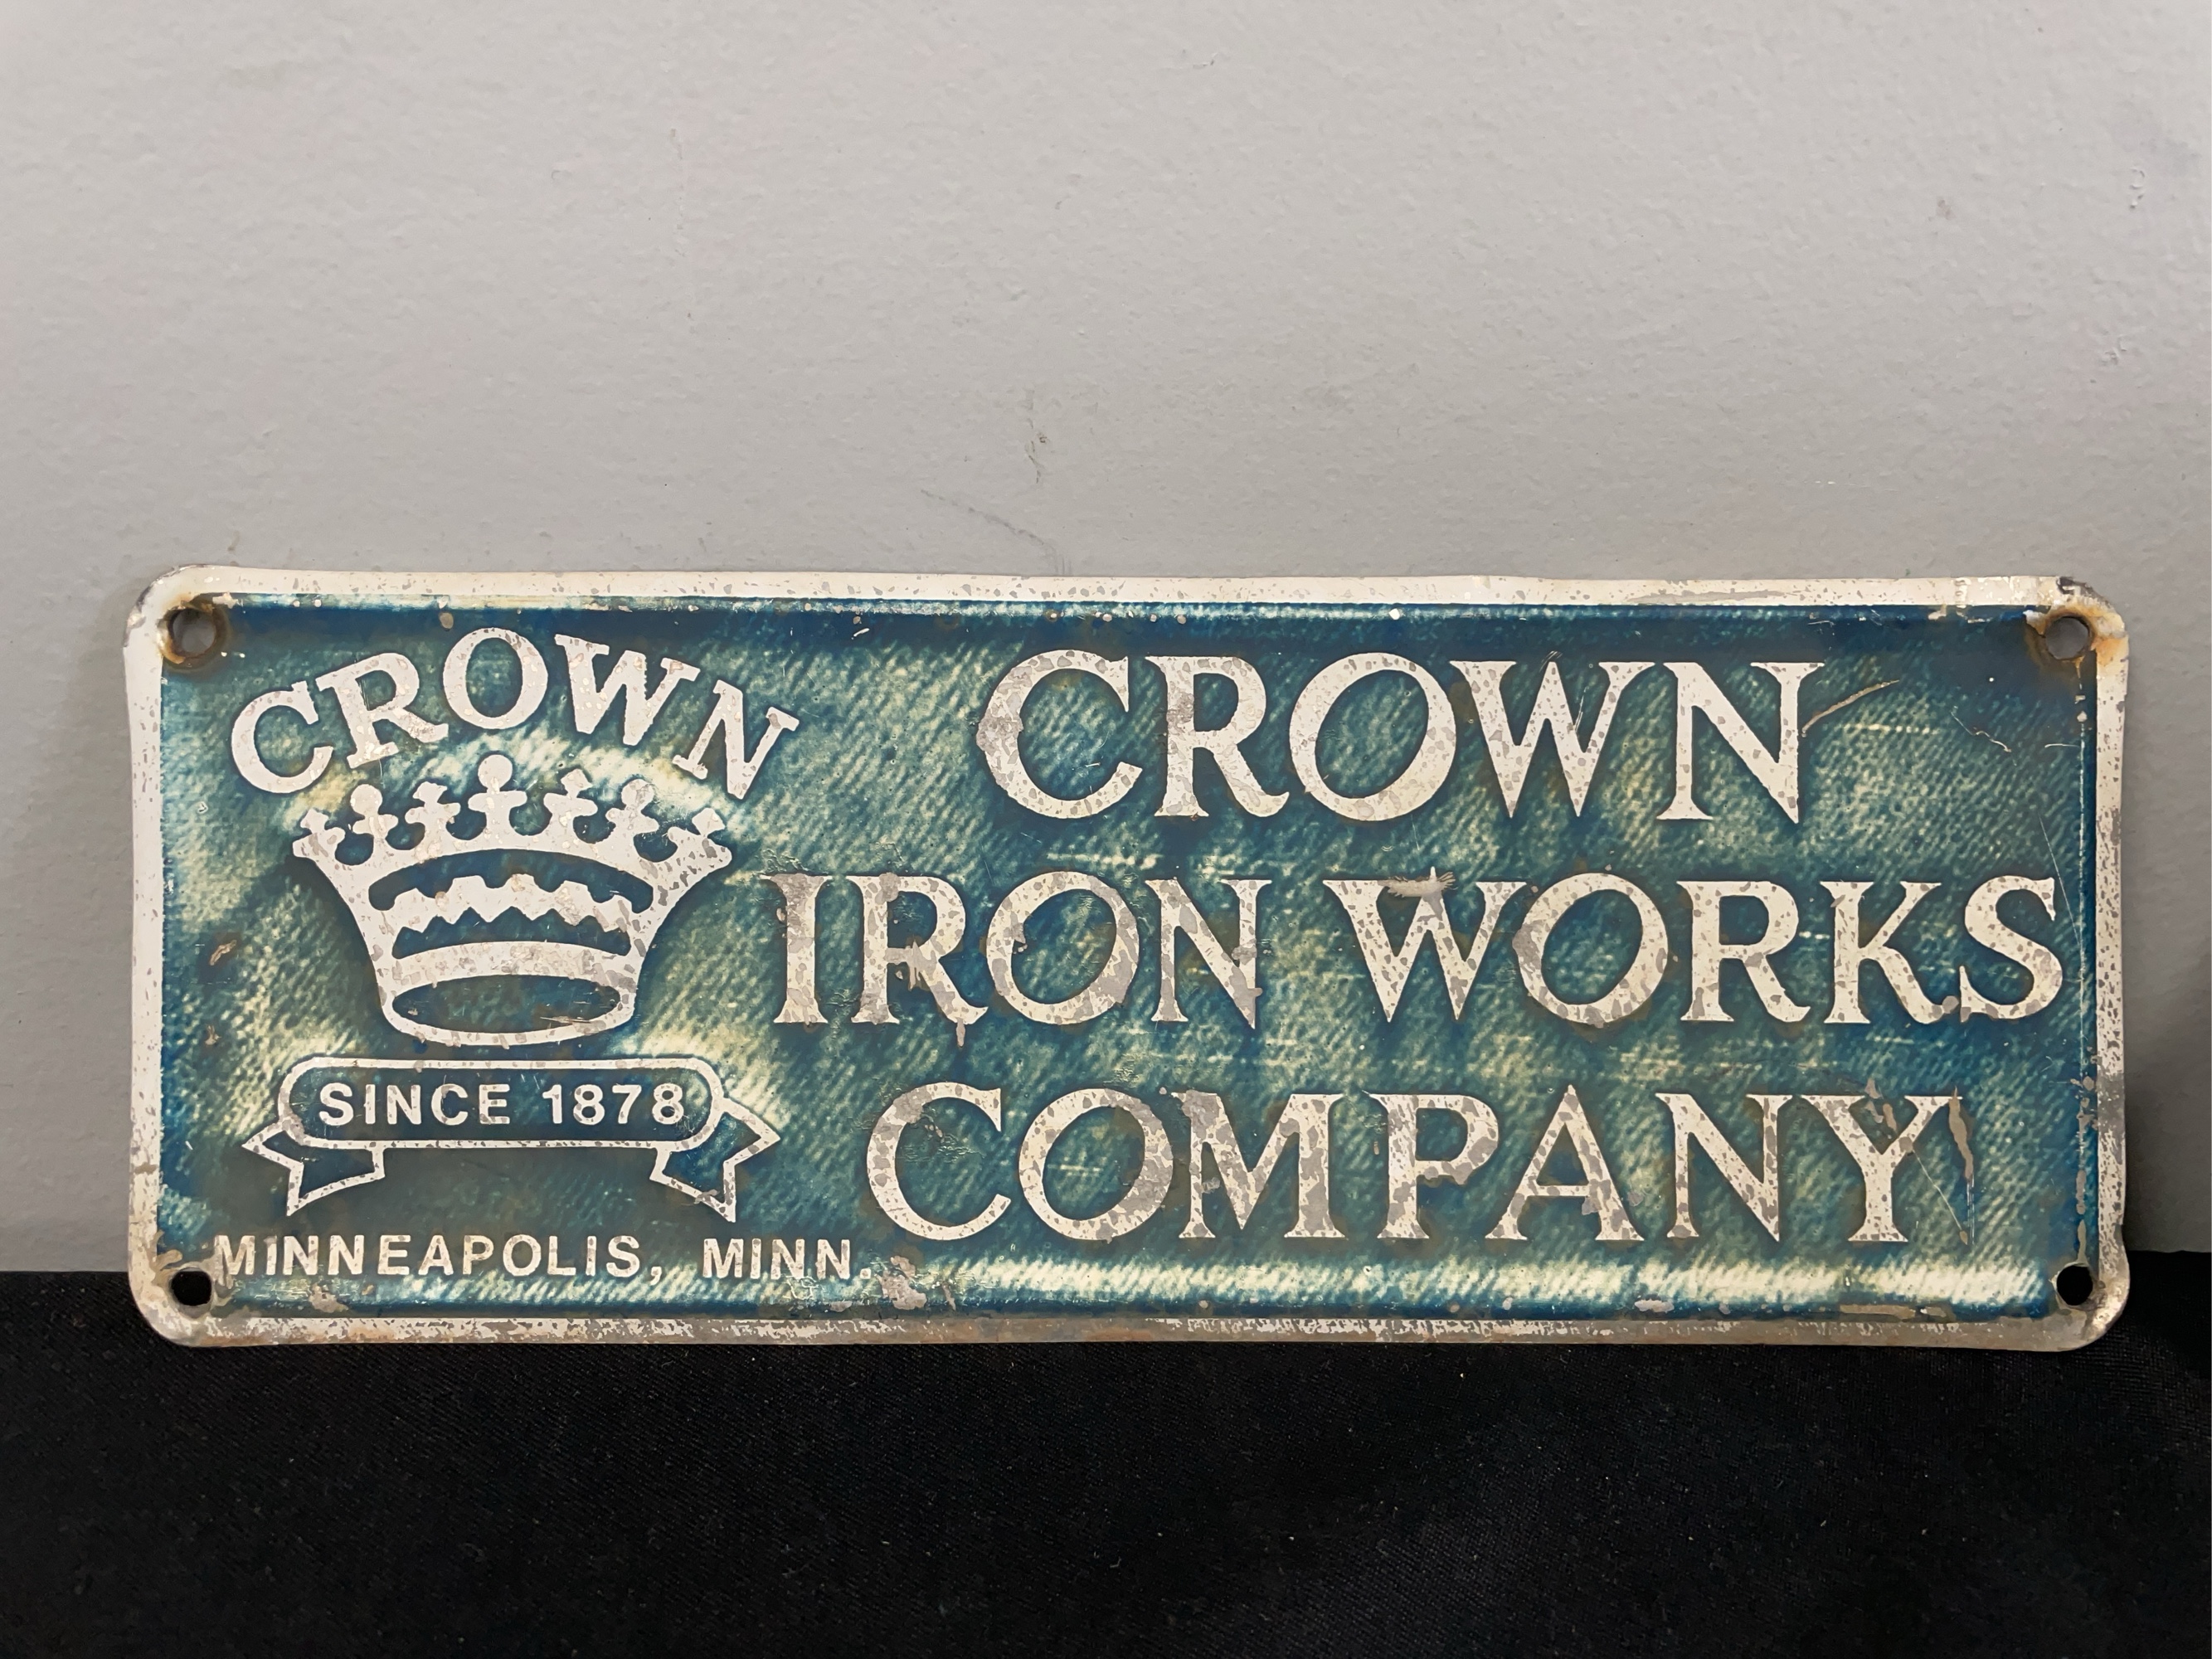 CROWN
SINCE 1878
MINNEAPOLIS, MINN.
CROWN
IRON WORKS
COMPANY